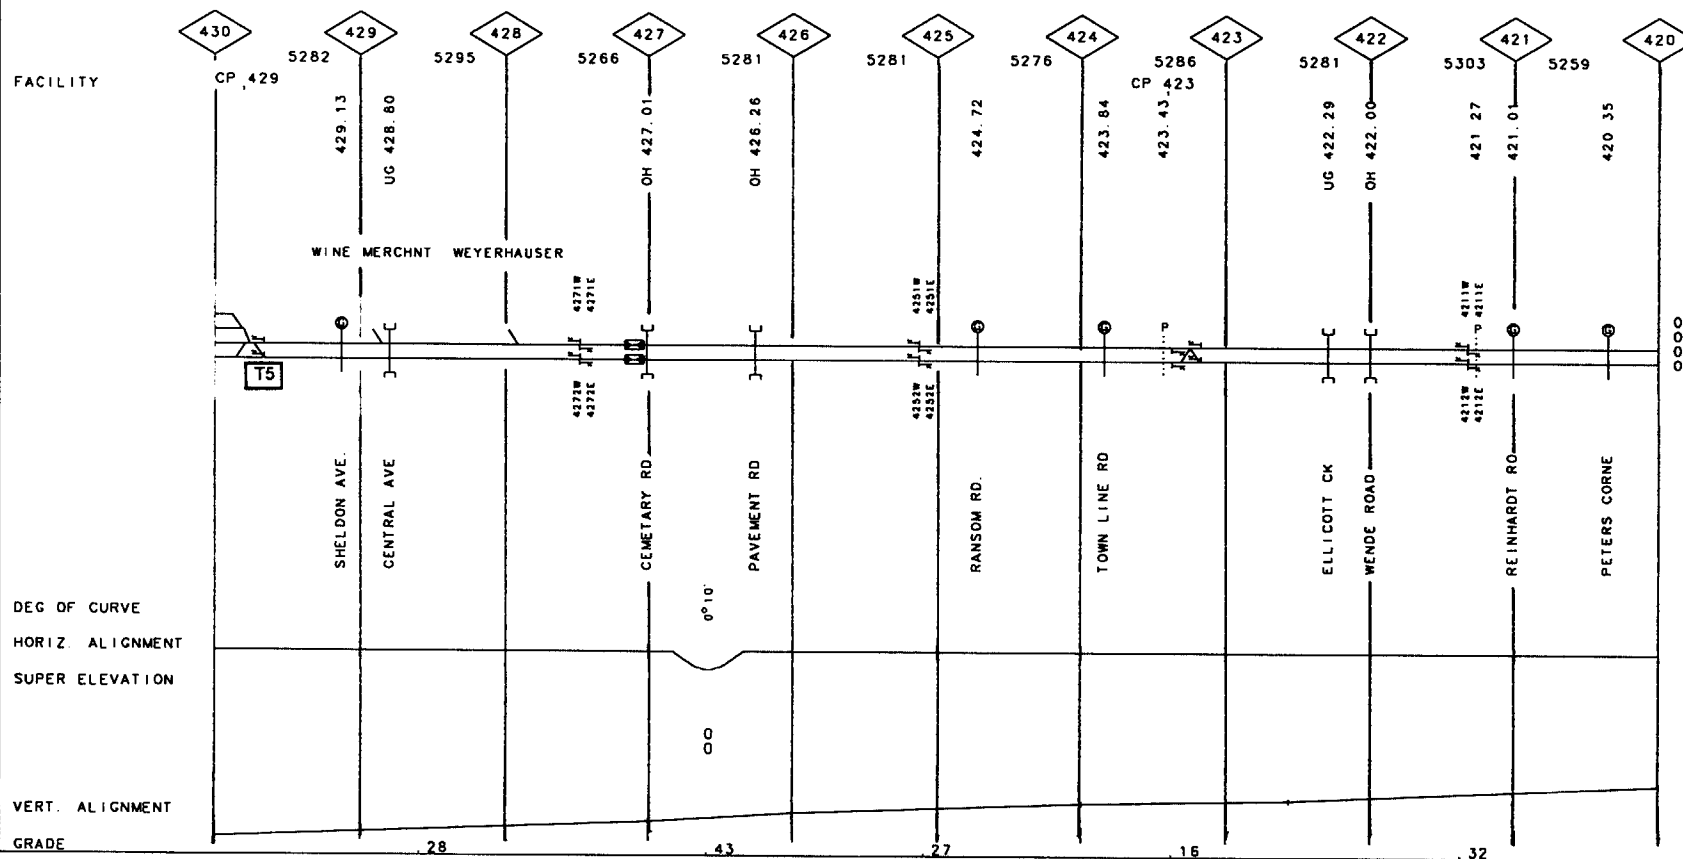 430 429 428 427 426 425 424 423 422 421 420
5282 5295 5266 5281 5281 5276 5286 5281 5303 5259
FACILITY
CP 429
CP 423
429.13
UG 428.80
OH 427.01
OH 426.26
424.72
423.84
423.43
UG 422.29
OH 422.00
421 27
421.01
420 35
WINE MERCHNT WEYERHAUSER
4271W
4271E
4251W
4251E
4211W
4211E
G
G
G
G
G
P
P
0
0
0
0
T5
4272W
4272E
4252W
4252E
4212W
4212E
SHELDON AVE.
CENTRAL AVE
CEMETARY RD
PAVEMENT RD
RANSOM RD.
TOWN LINE RD
ELLICOTT CK
WENDE ROAD
REINHARDT RO
PETERS CORNE
DEG OF CURVE
0°10'
HORIZ. ALIGNMENT
SUPER ELEVATION
0
0
VERT. ALIGNMENT
GRADE
.28 .43 .27 .16 .32